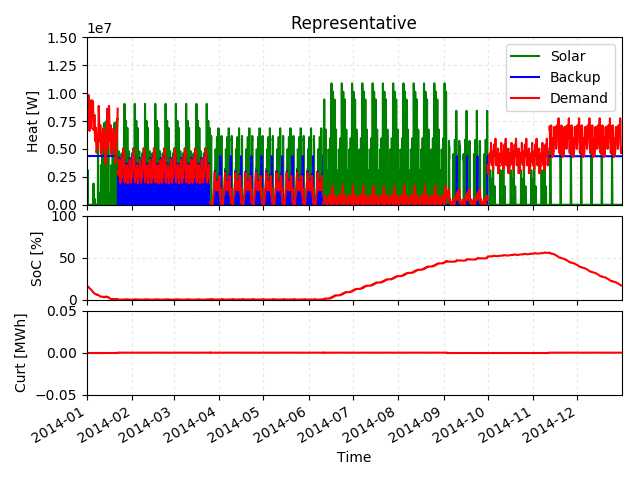 Representative
1e7
Heat [W]
1.50
1.25
1.00
0.75
0.50
0.25
0.00
Solar
Backup
Demand
SoC [%]
100
50
0
Curt [MWh]
0.05
0.00
−0.05
2014-01
2014-02
2014-03
2014-04
2014-05
2014-06
2014-07
2014-08
2014-09
2014-10
2014-11
2014-12
Time